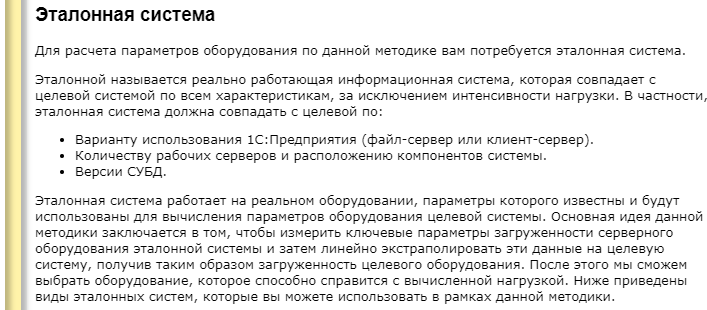 Эталонная система
Для расчета параметров оборудования по данной методике вам потребуется эталонная система.
Эталонной называется реально работающая информационная система, которая совпадает с
целевой системой по всем характеристикам, за исключением интенсивности нагрузки. В частности,
эталонная система должна совпадать с целевой по:
• Варианту использования 1С:Предприятия (файл-сервер или клиент-сервер).
• Количеству рабочих серверов и расположению компонентов системы.
• Версии СУБД.
Эталонная система работает на реальном оборудовании, параметры которого известны и будут
использованы для вычисления параметров оборудования целевой системы. Основная идея данной
методики заключается в том, чтобы измерить ключевые параметры загруженности серверного
оборудования эталонной системы и затем линейно экстраполировать эти данные на целевую
систему, получив таким образом загруженность целевого оборудования. После этого мы сможем
выбрать оборудование, которое способно справится с вычисленной нагрузкой. Ниже приведены
виды эталонных систем, которые вы можете использовать в рамках данной методики.